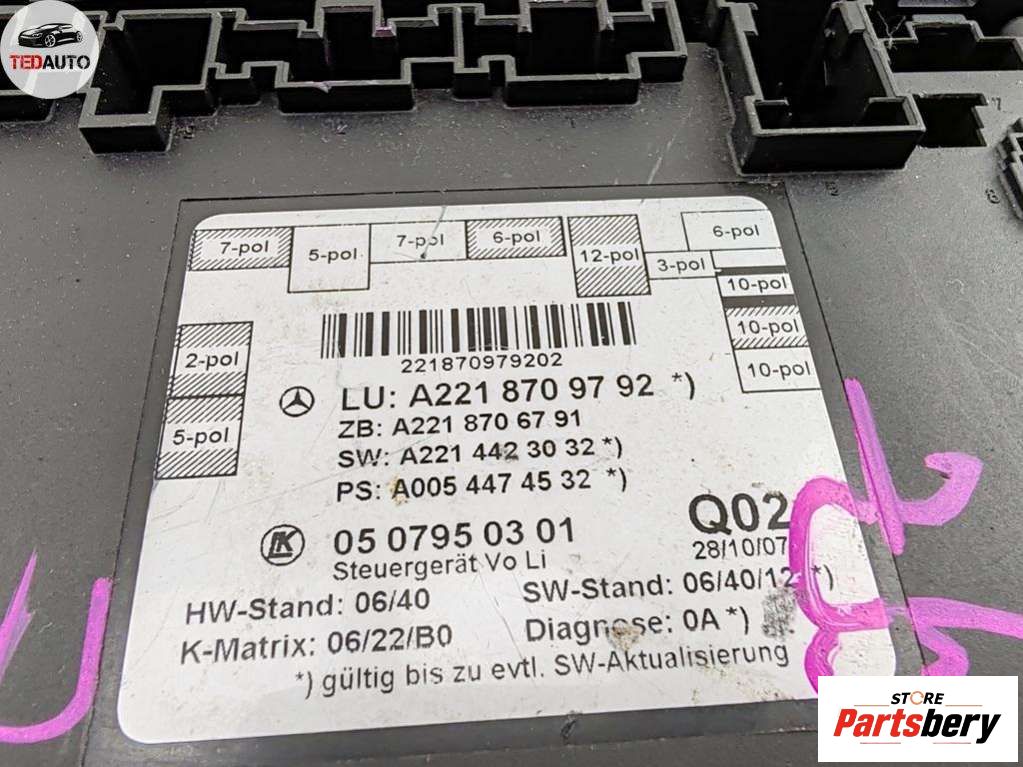 TEDAUTO
7-pol
5-pol
7-pol
6-pol
12-pol
3-pol
6-pol
10-pol
10-pol
10-pol
2-pol
5-pol
221870979202
LU: A221 870 97 92 *)
ZB: A221 870 67 91
SW: A221 442 30 32 *)
PS: A005 447 45 32 *)
LK
05 0795 03 01
Steuergerät Vo Li
Q02
28/10/07
HW-Stand: 06/40
SW-Stand: 06/40/12 *)
K-Matrix: 06/22/B0
Diagnose: 0A *)
*) gültig bis zu evtl. SW-Aktualisierung
STORE
Partsbery